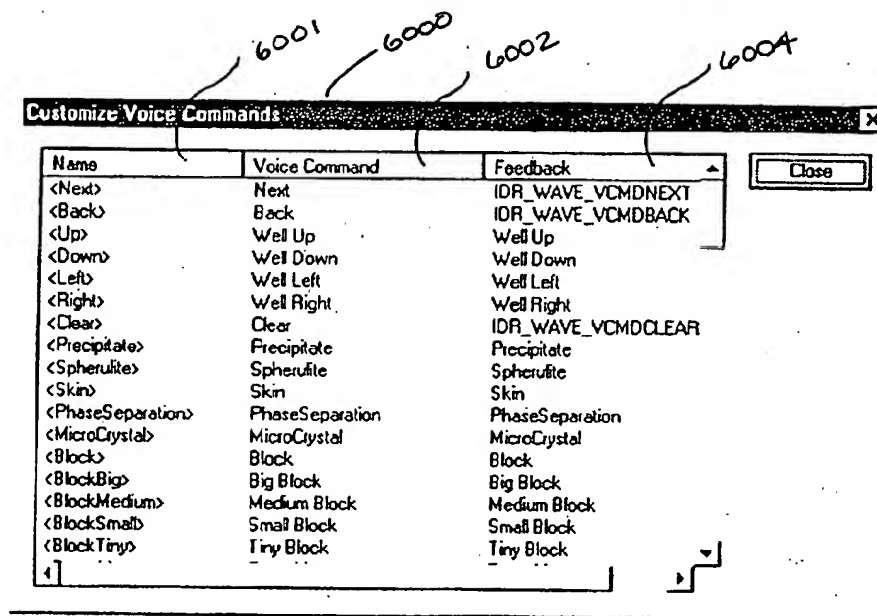 6001 6000 6002 6004
Customize Voice Commands
Name Voice Command Feedback Close
<Next> Next IDR_WAVE_VCMDNEXT
<Back> Back IDR_WAVE_VCMDBACK
<Up> Well Up Well Up
<Down> Well Down Well Down
<Left> Well Left Well Left
<Right> Well Right Well Right
<Clear> Clear IDR_WAVE_VCMDCLEAR
<Precipitate> Precipitate Precipitate
<Spherulite> Spherulite Spherulite
<Skin> Skin Skin
<PhaseSeparation> PhaseSeparation PhaseSeparation
<MicroCrystal> MicroCrystal MicroCrystal
<Block> Block Block
<BlockBig> Big Block Big Block
<BlockMedium> Medium Block Medium Block
<BlockSmall> Small Block Small Block
<BlockTiny> Tiny Block Tiny Block